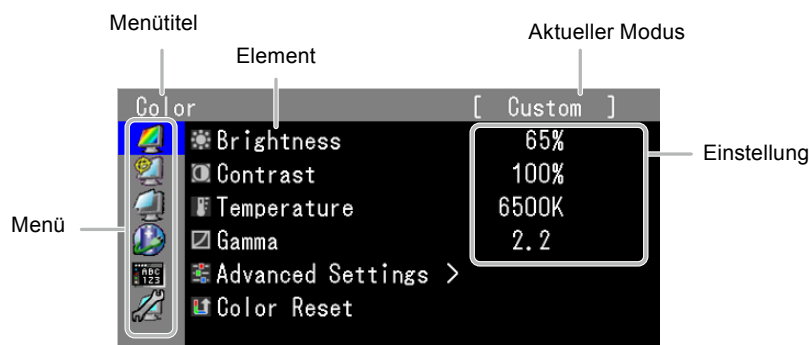 Menütitel
Aktueller Modus
Element
Color [ Custom ]
Brightness 65%
Contrast 100%
Einstellung
Temperature 6500K
Menü
Gamma 2.2
ABC
123
Advanced Settings >
Color Reset